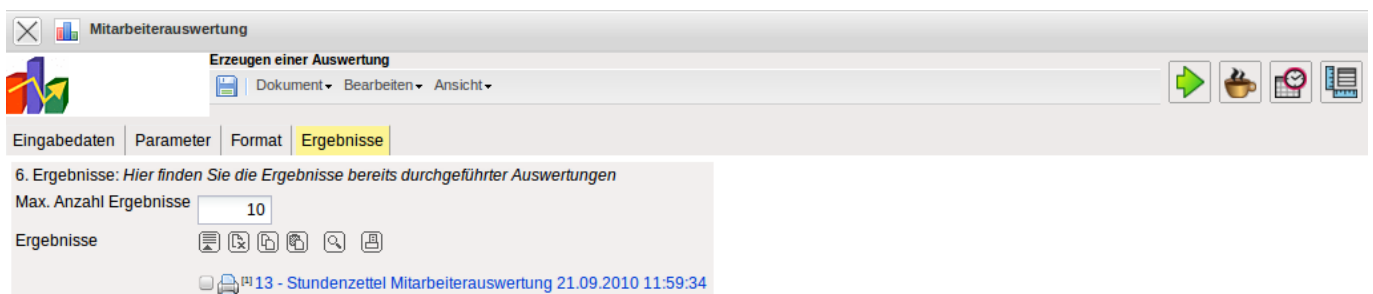 Mitarbeiterauswertung
Erzeugen einer Auswertung
Dokument Bearbeiten Ansicht
Eingabedaten Parameter Format Ergebnisse
6. Ergebnisse: Hier finden Sie die Ergebnisse bereits durchgeführter Auswertungen
Max. Anzahl Ergebnisse 10
Ergebnisse
[1] 13 - Stundenzettel Mitarbeiterauswertung 21.09.2010 11:59:34